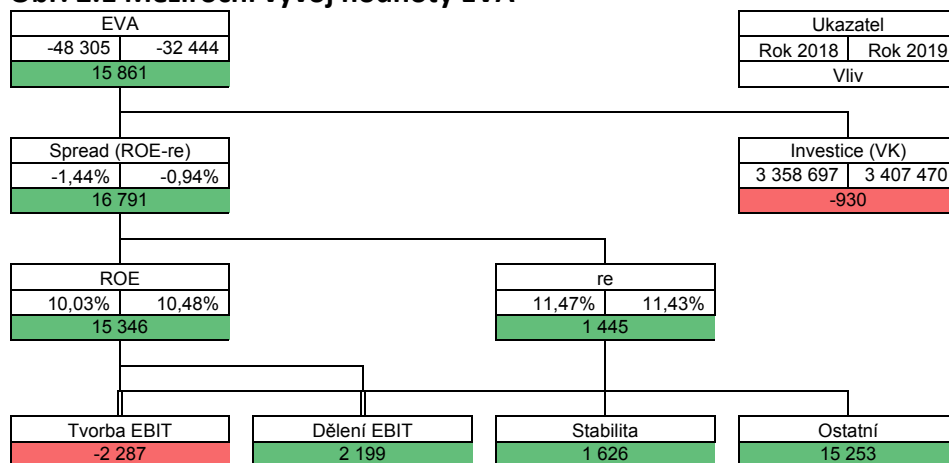 EVA
-48 305 -32 444
15 861
Ukazatel
Rok 2018 Rok 2019
Vliv
Spread (ROE-re)
-1,44% -0,94%
16 791
Investice (VK)
3 358 697 3 407 470
-930
ROE
10,03% 10,48%
15 346
re
11,47% 11,43%
1 445
Tvorba EBIT
-2 287
Dělení EBIT
2 199
Stabilita
1 626
Ostatní
15 253